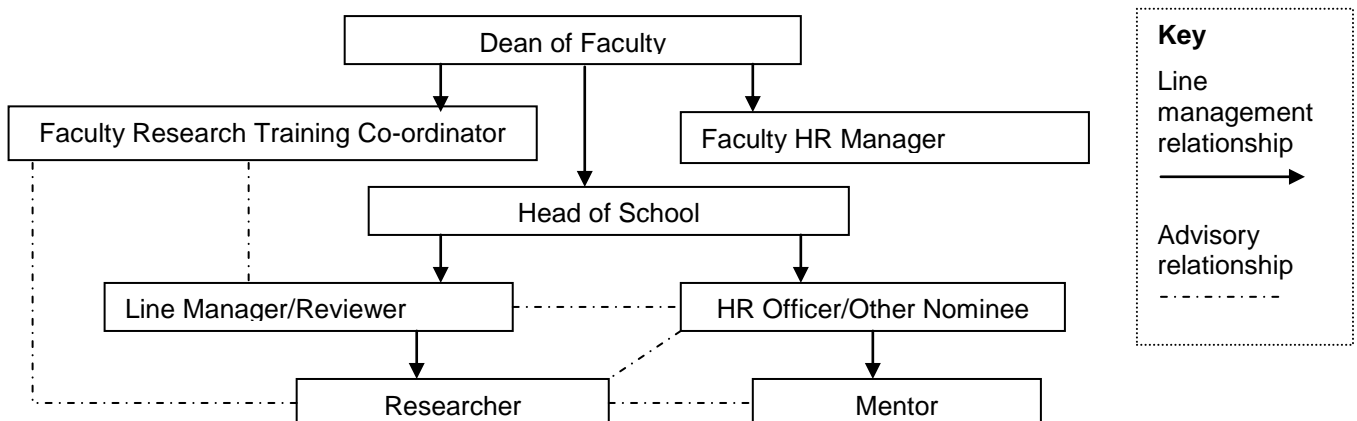 Dean of Faculty
Faculty Research Training Co-ordinator
Faculty HR Manager
Head of School
Line Manager/Reviewer
HR Officer/Other Nominee
Researcher
Mentor
Key
Line
management
relationship
Advisory
relationship